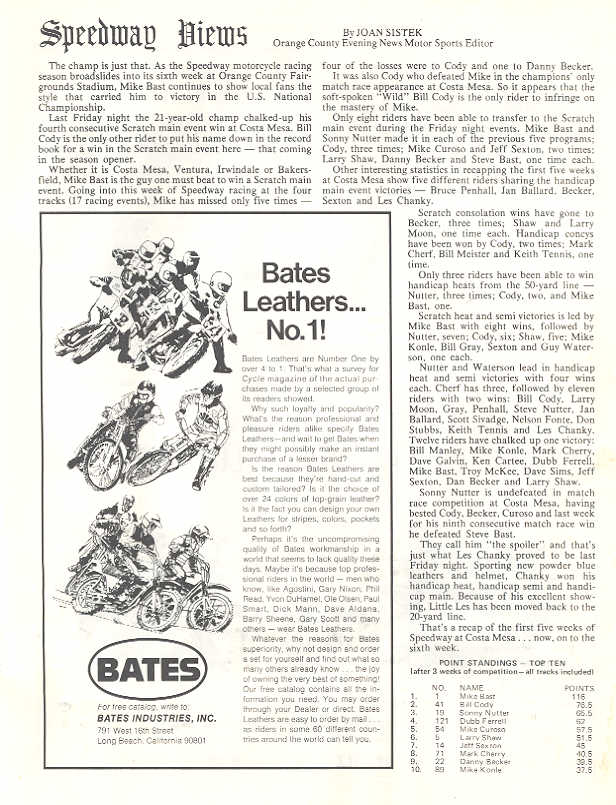 Speedway Views
By JOAN SISTEK
Orange County Evening News Motor Sports Editor
The champ is just that. As the Speedway motorcycle racing
season broadslides into its sixth week at Orange County Fair-
grounds Stadium, Mike Bast continues to show local fans the
style that carried him to victory in the U.S. National
Championship.
Last Friday night the 21-year-old champ chalked-up his
fourth consecutive Scratch main event win at Costa Mesa. Bill
Cody is the only other rider to put his name down in the record
book for a win in the Scratch main event here — that coming
in the season opener.
Whether it is Costa Mesa, Ventura, Irwindale or Bakers-
field, Mike Bast is the guy one must beat to win a Scratch main
event. Going into this week of Speedway racing at the four
tracks (17 racing events), Mike has missed only five times —
four of the losses were to Cody and one to Danny Becker.
It was also Cody who defeated Mike in the champions' only
match race appearance at Costa Mesa. So it appears that the
soft-spoken "Wild" Bill Cody is the only rider to infringe on
the mastery of Mike.
Only eight riders have been able to transfer to the Scratch
main event during the Friday night events. Mike Bast and
Sonny Nutter made it in each of the previous five programs;
Cody, three times; Mike Curoso and Jeff Sexton, two times;
Larry Shaw, Danny Becker and Steve Bast, one time each.
Other interesting statistics in recapping the first five weeks
at Costa Mesa show five different riders sharing the handicap
main event victories — Bruce Penhall, Jan Ballard, Becker,
Sexton and Les Chanky.
Scratch consolation wins have gone to
Becker, three times; Shaw and Larry
Moon, one time each. Handicap concys
have been won by Cody, two times; Mark
Cherf, Bill Meister and Keith Tennis, one
time.
Only three riders have been able to win
handicap heats from the 50-yard line —
Nutter, three times; Cody, two, and Mike
Bast, one.
Scratch heat and semi victories is led by
Mike Bast with eight wins, followed by
Nutter, seven; Cody, six; Shaw, five; Mike
Konle, Bill Gray, Sexton and Guy Water-
son, one each.
Nutter and Waterson lead in handicap
heat and semi victories with four wins
each. Cherf has three, followed by eleven
riders with two wins: Bill Cody, Larry
Moon, Gray, Penhall, Steve Nutter, Jan
Ballard, Scott Sivadge, Nelson Fonte, Don
Stubbs, Keith Tennis and Les Chanky.
Twelve riders have chalked up one victory:
Bill Manley, Mike Konle, Mark Cherry,
Dave Galvin, Ken Cartee, Dubb Ferrell,
Mike Bast, Troy McKee, Dave Sims, Jeff
Sexton, Dan Becker and Larry Shaw.
Sonny Nutter is undefeated in match
race competition at Costa Mesa, having
bested Cody, Becker, Curoso and last week
for his ninth consecutive match race win
he defeated Steve Bast.
They call him "the spoiler" and that's
just what Les Chanky proved to be last
Friday night. Sporting new powder blue
leathers and helmet, Chanky won his
handicap heat, handicap semi and handi-
cap main. Because of his excellent show-
ing, Little Les has been moved back to the
20-yard line.
That's a recap of the first five weeks of
Speedway at Costa Mesa . . . now, on to the
sixth week.
POINT STANDINGS — TOP TEN
(after 3 weeks of competition—all tracks included)
NO. NAME POINTS
1. 1 Mike Bast 116
2. 41 Bill Cody 76.5
3. 19 Sonny Nutter 65.5
4. 121 Dubb Ferrell 62
5. 54 Mike Curoso 57.5
6. 5 Larry Shaw 51.5
7. 14 Jeff Sexton 45
8. 71 Mark Cherry 40.5
9. 22 Danny Becker 39.5
10. 89 Mike Konle 37.5
Bates
Leathers...
No.1!
Bates Leathers are Number One by
over 4 to 1. That's what a survey for
Cycle magazine of the actual pur-
chases made by a selected group of
its readers showed.
Why such loyalty and popularity?
What's the reason professional and
pleasure riders alike specify Bates
Leathers—and wait to get Bates when
they might possibly make an instant
purchase of a lesser brand?
Is the reason Bates Leathers are
best because they're hand-cut and
custom tailored? Is it the choice of
over 24 colors of top-grain leather?
Is it the fact you can design your own
Leathers for stripes, colors, pockets
and so forth?
Perhaps it's the uncompromising
quality of Bates workmanship in a
world that seems to lack quality these
days. Maybe it's because top profes-
sional riders in the world — men who
know, like Agostini, Gary Nixon, Phil
Read, Yvon DuHamel, Ole Olsen, Paul
Smart, Dick Mann, Dave Aldana,
Barry Sheene, Gary Scott and many
others — wear Bates Leathers.
Whatever the reasons for Bates
superiority, why not design and order
a set for yourself and find out what so
many others already know . . . the joy
of owning the very best of something!
Our free catalog contains all the in-
formation you need. You may order
through your Dealer or direct. Bates
Leathers are easy to order by mail . . .
as riders in some 60 different coun-
tries around the world can tell you.
BATES
For free catalog, write to:
BATES INDUSTRIES, INC.
791 West 16th Street
Long Beach, California 90801